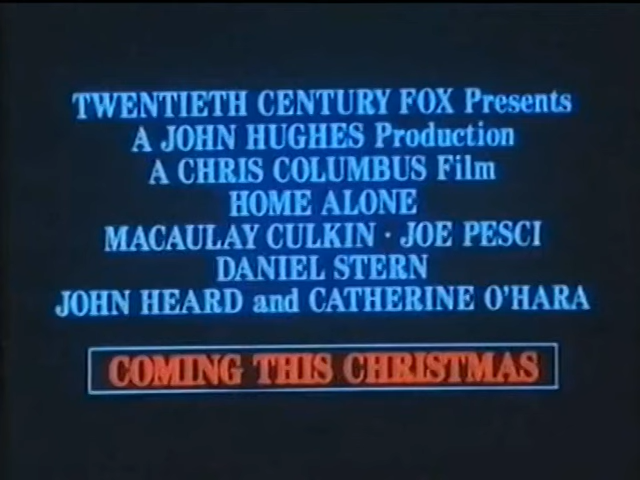 TWENTIETH CENTURY FOX Presents
A JOHN HUGHES Production
A CHRIS COLUMBUS Film
HOME ALONE
MACAULAY CULKIN · JOE PESCI
DANIEL STERN
JOHN HEARD and CATHERINE O'HARA
COMING THIS CHRISTMAS